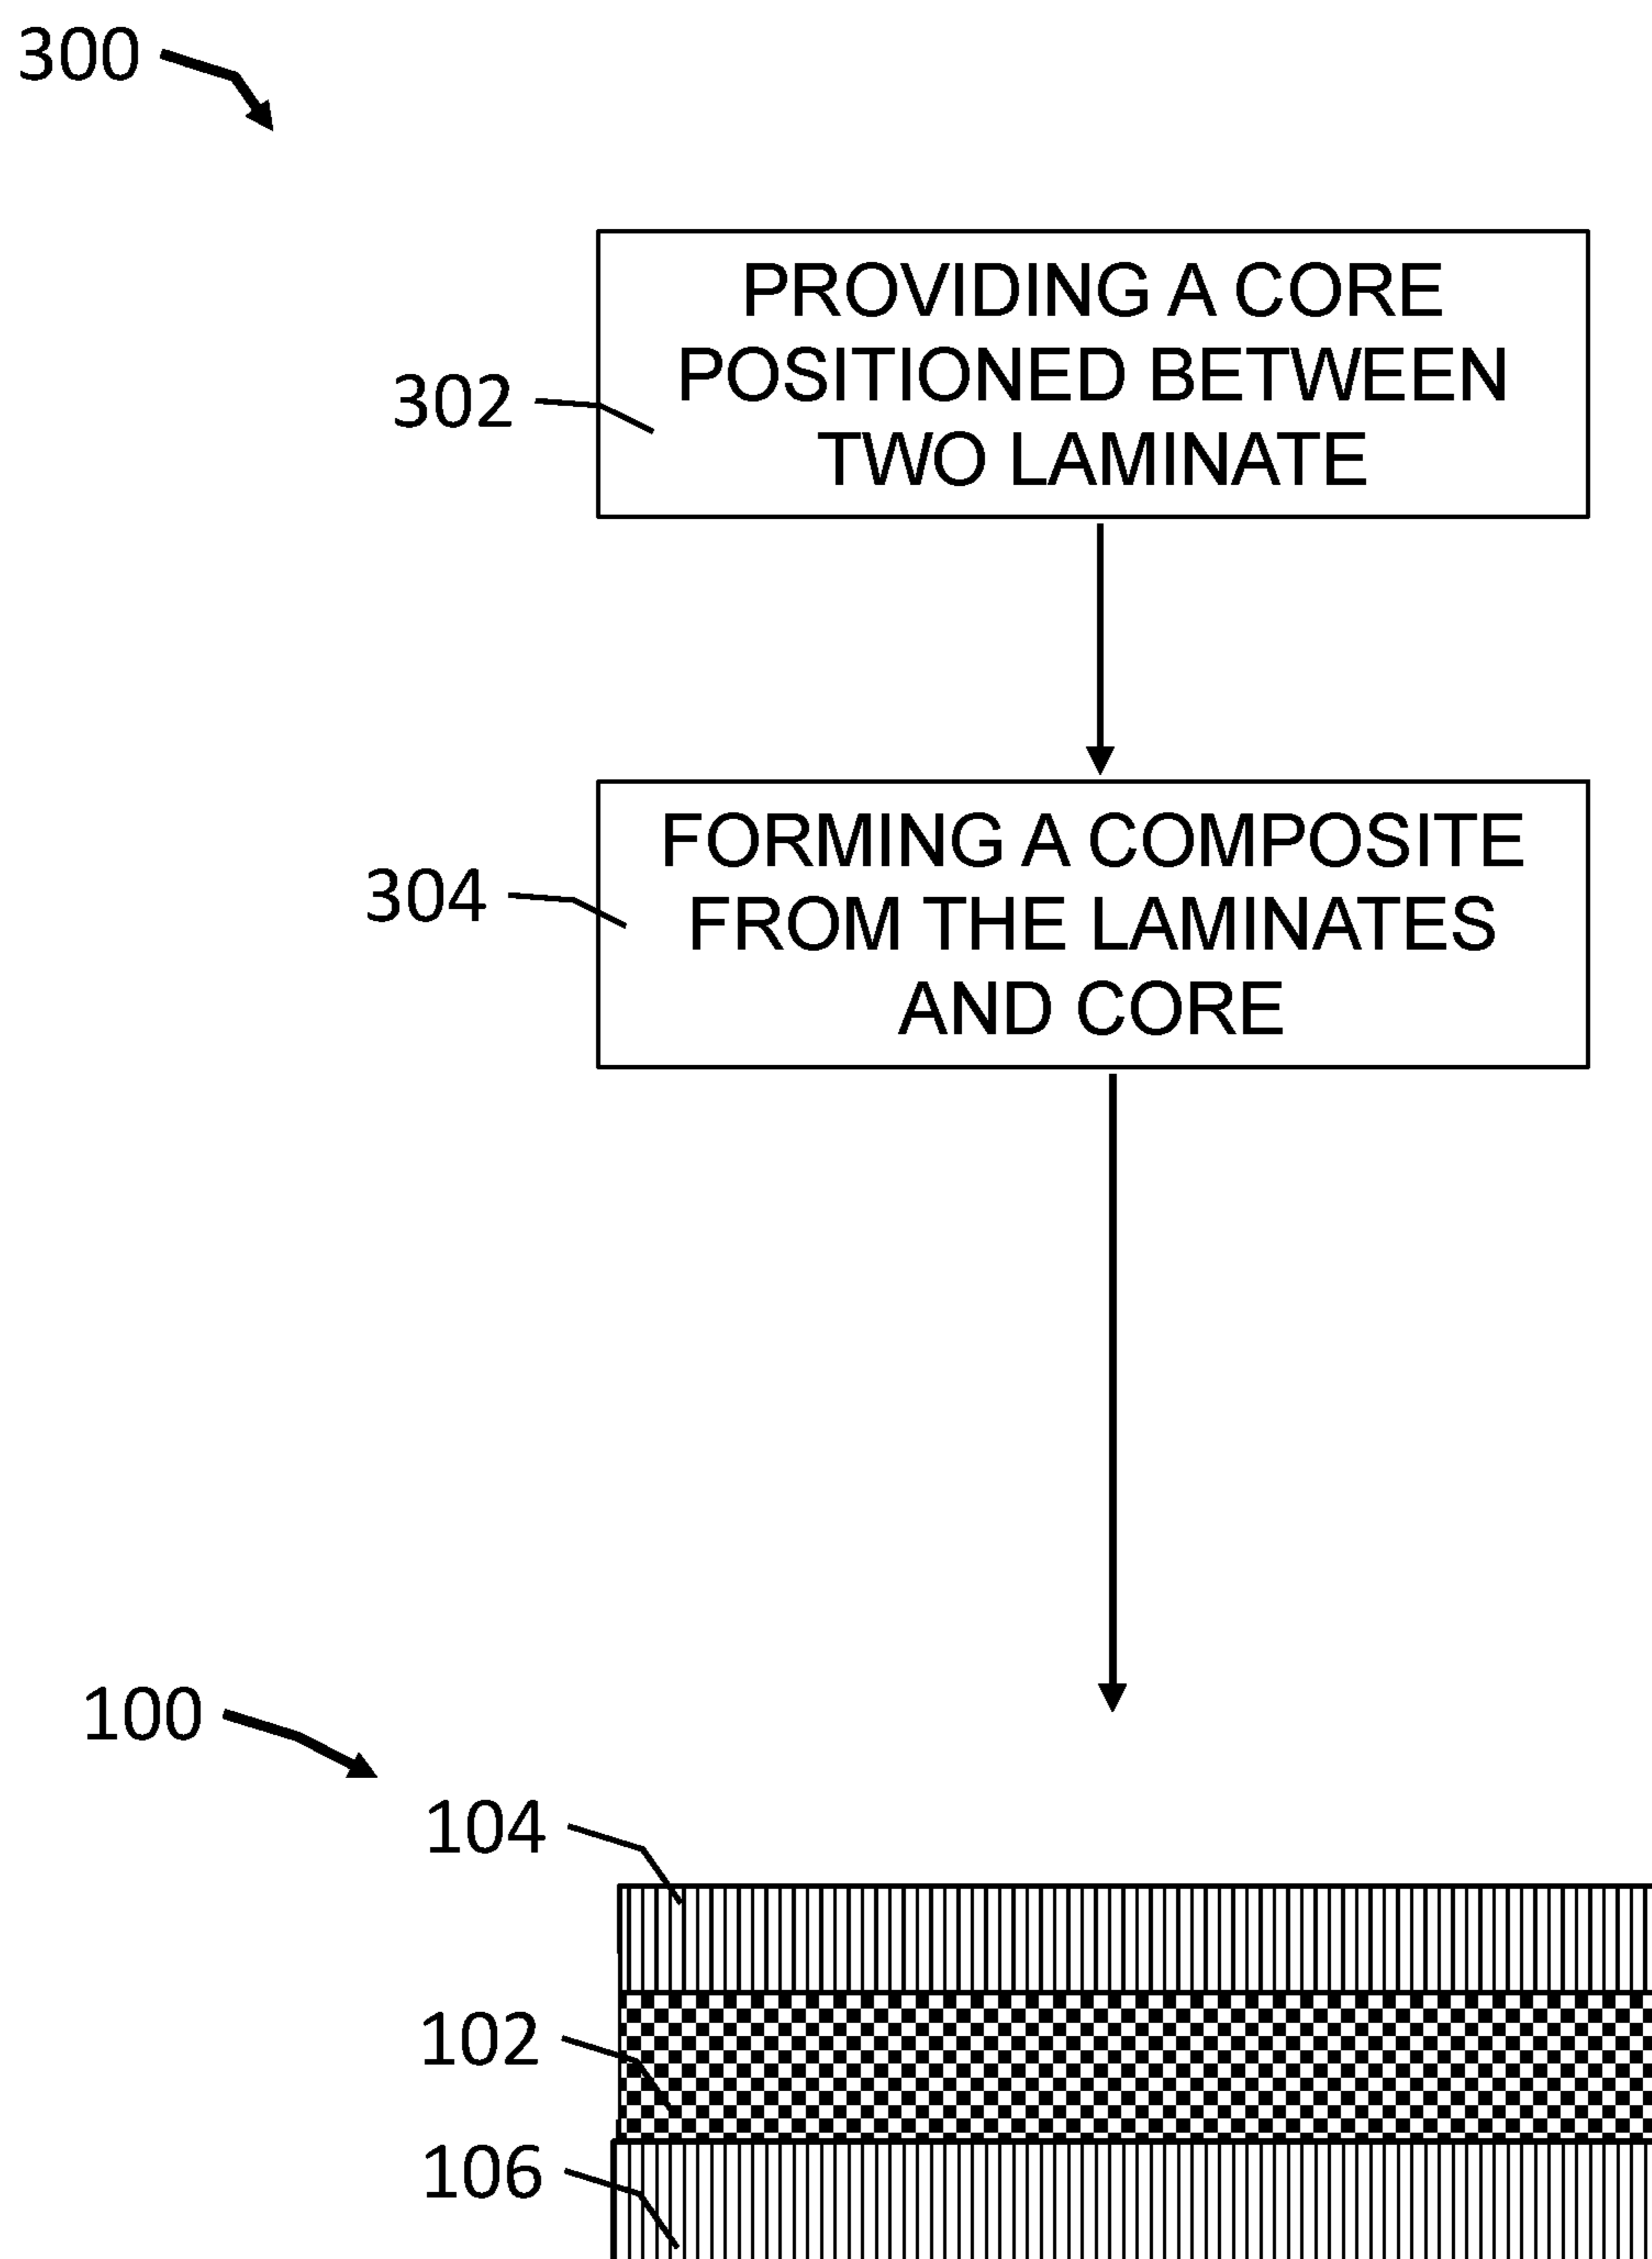 300
PROVIDING A CORE
POSITIONED BETWEEN
302
TWO LAMINATE
FORMING A COMPOSITE
304
FROM THE LAMINATES
AND CORE
100
104
102
106